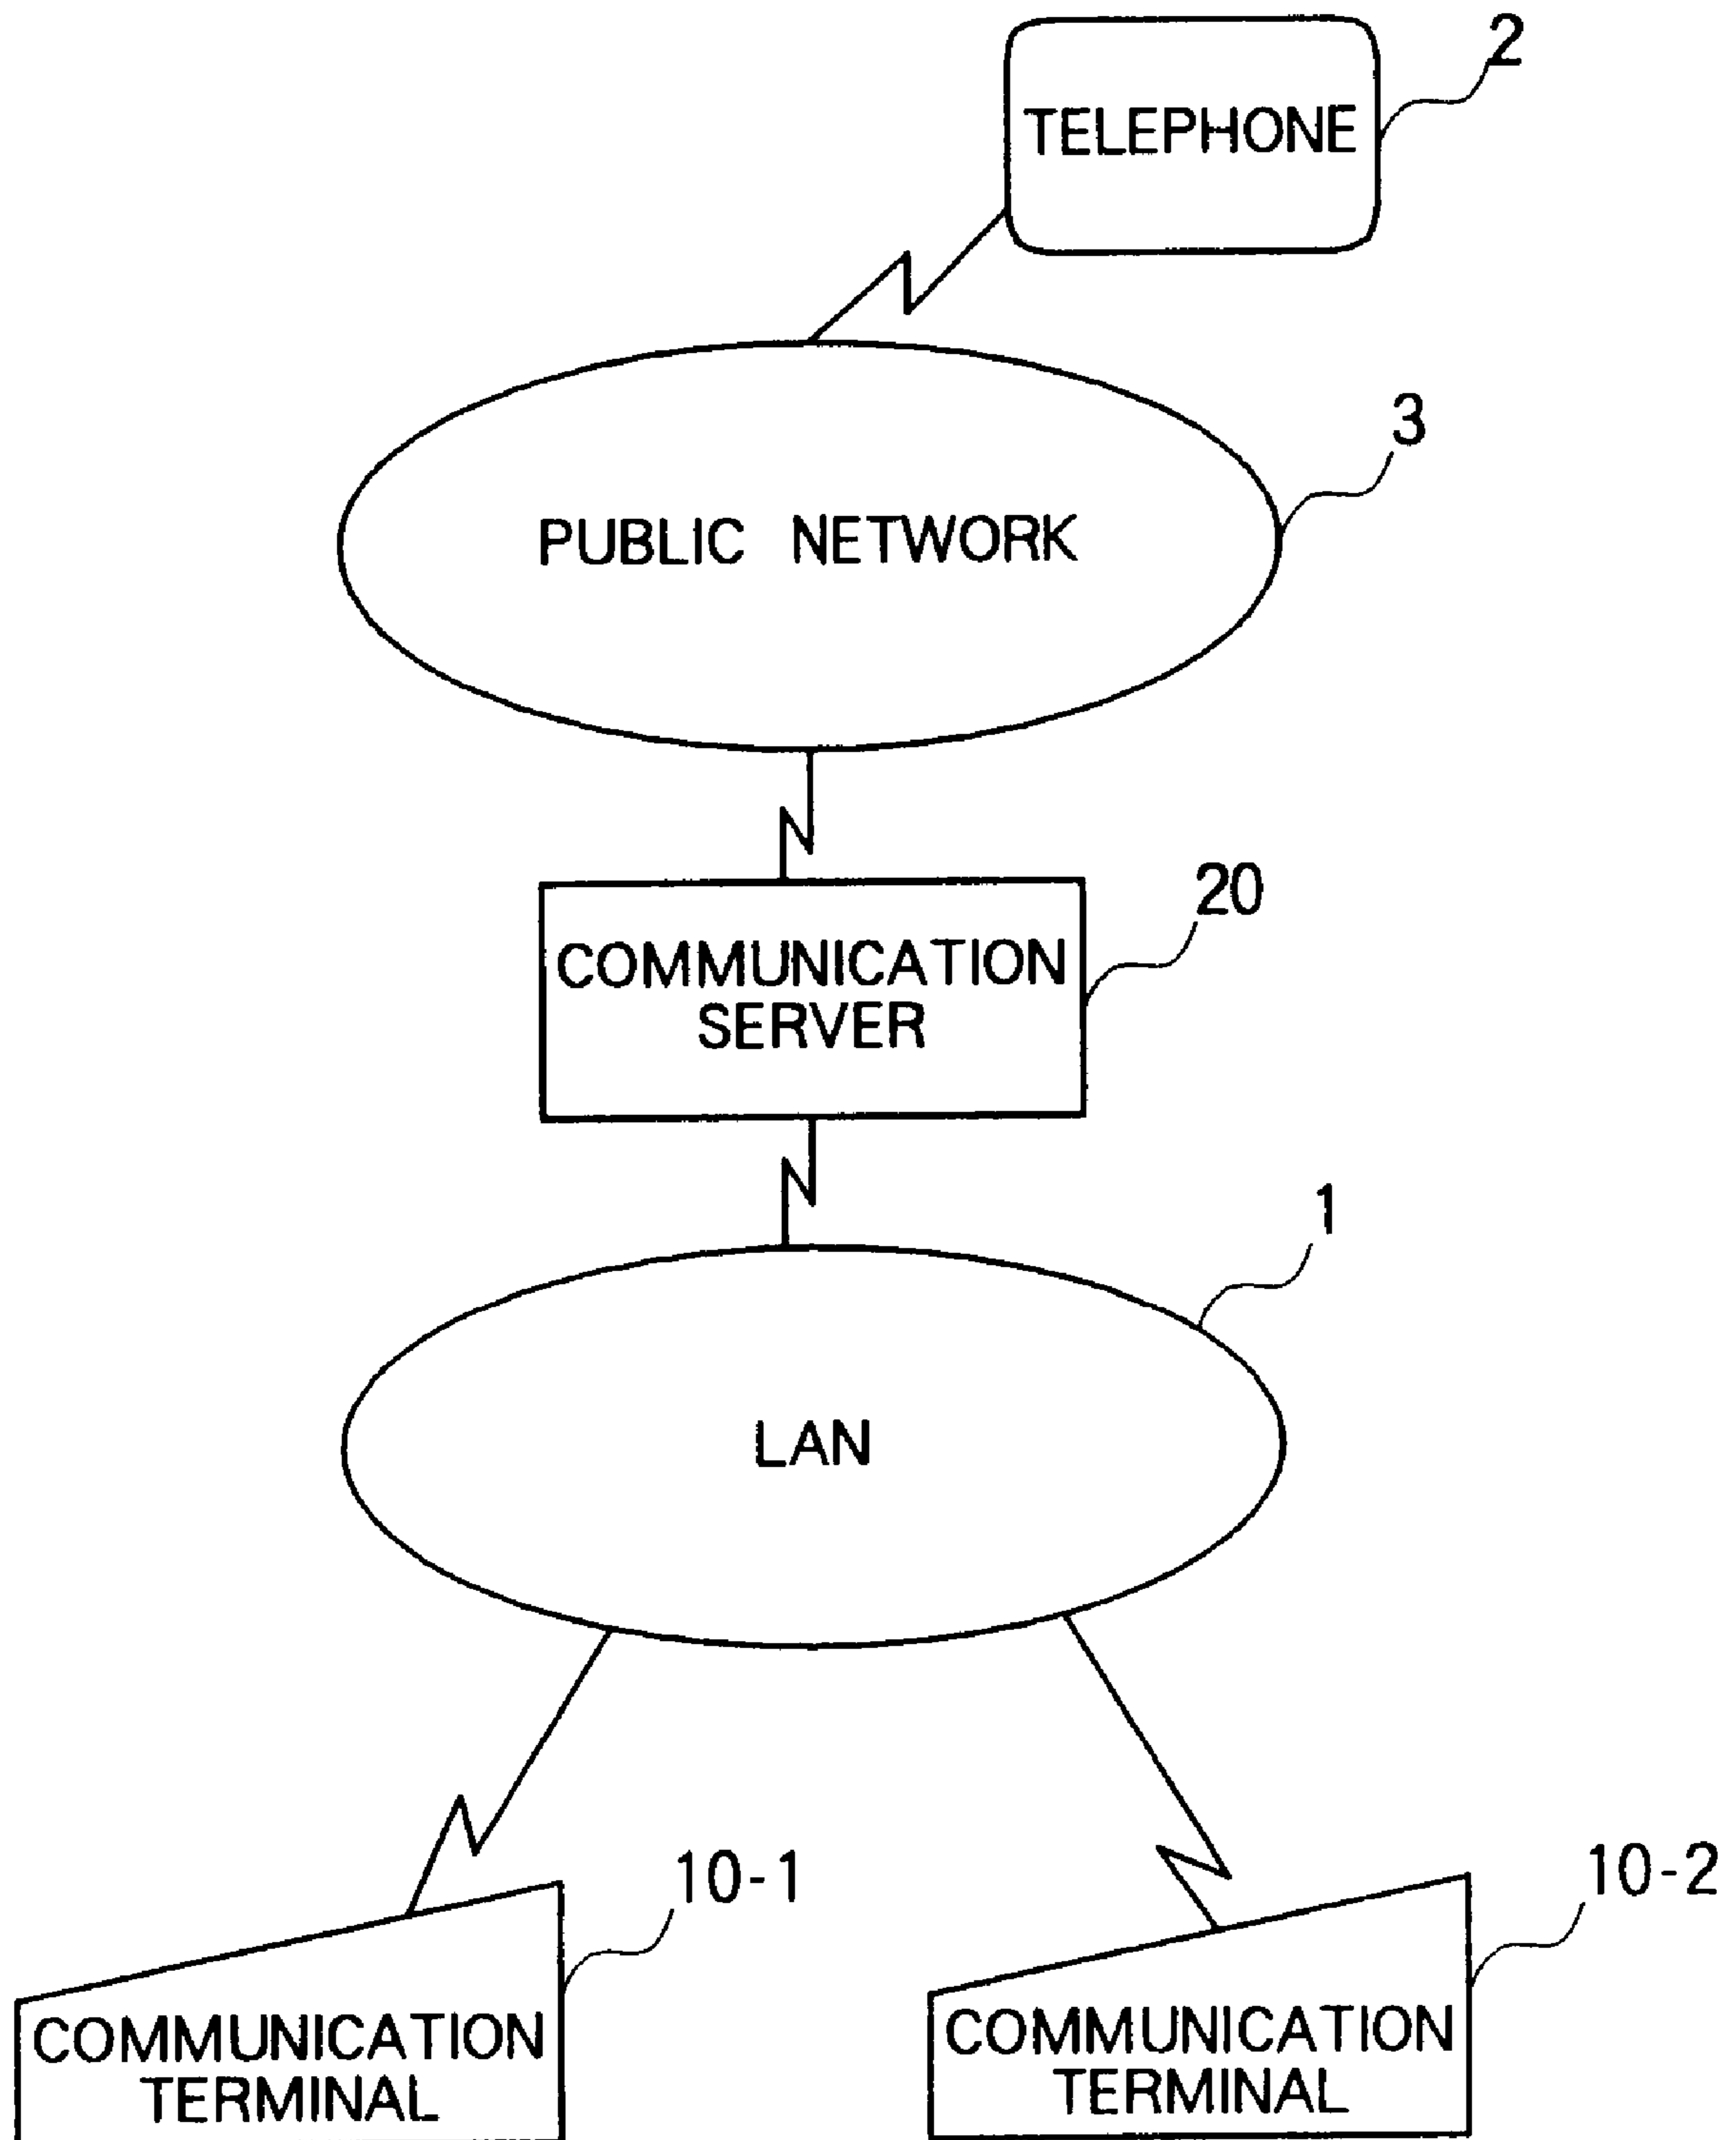 2
TELEPHONE
3
PUBLIC NETWORK
20
COMMUNICATION
SERVER
1
LAN
10-1
10-2
COMMUNICATION
TERMINAL
COMMUNICATION
TERMINAL